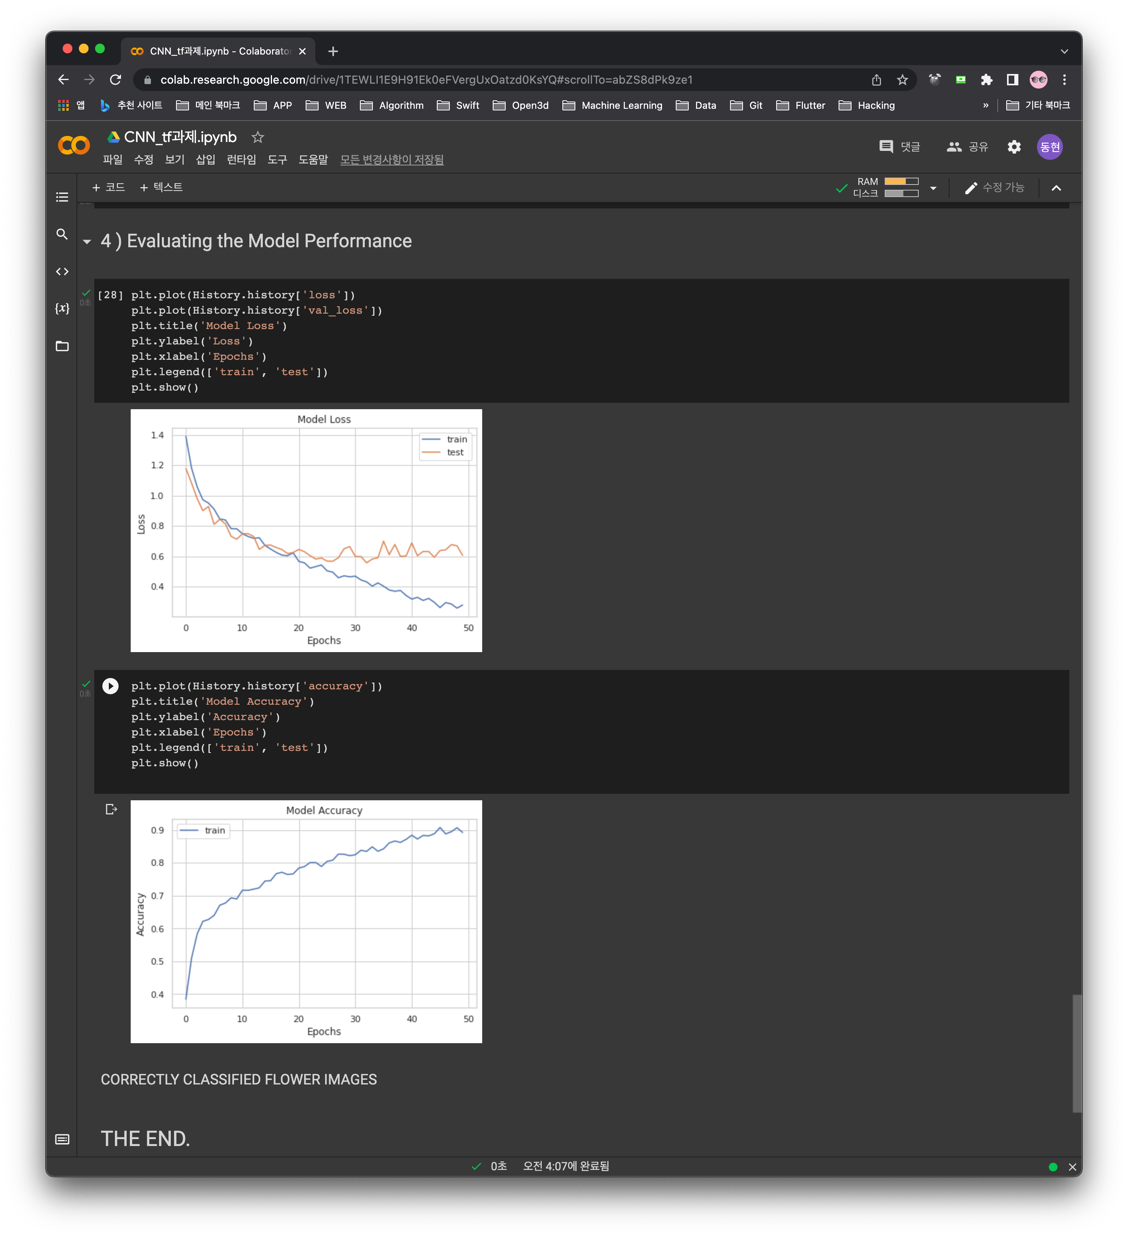 CNN_tf과제.ipynb - Colaborato
colab.research.google.com/drive/1TEWLI1E9H91Ek0eFVergUxOatzd0KsYQ#scrollTo=abZS8dPk9ze1
앱 추천 사이트 메인 북마크 APP WEB Algorithm Swift Open3d Machine Learning Data Git Flutter Hacking » 기타 북마크
CNN_tf과제.ipynb
파일 수정 보기 삽입 런타임 도구 도움말 모든 변경사항이 저장됨
댓글 공유 동현
+ 코드 + 텍스트
RAM
디스크
수정 가능
4 ) Evaluating the Model Performance
0초
[28] plt.plot(History.history['loss'])
plt.plot(History.history['val_loss'])
plt.title('Model Loss')
plt.ylabel('Loss')
plt.xlabel('Epochs')
plt.legend(['train', 'test'])
plt.show()
Model Loss
train
test
1.4
1.2
1.0
0.8
0.6
0.4
Loss
0 10 20 30 40 50
Epochs
0초
plt.plot(History.history['accuracy'])
plt.title('Model Accuracy')
plt.ylabel('Accuracy')
plt.xlabel('Epochs')
plt.legend(['train', 'test'])
plt.show()
Model Accuracy
train
0.9
0.8
0.7
0.6
0.5
0.4
Accuracy
0 10 20 30 40 50
Epochs
CORRECTLY CLASSIFIED FLOWER IMAGES
THE END.
0초 오전 4:07에 완료됨